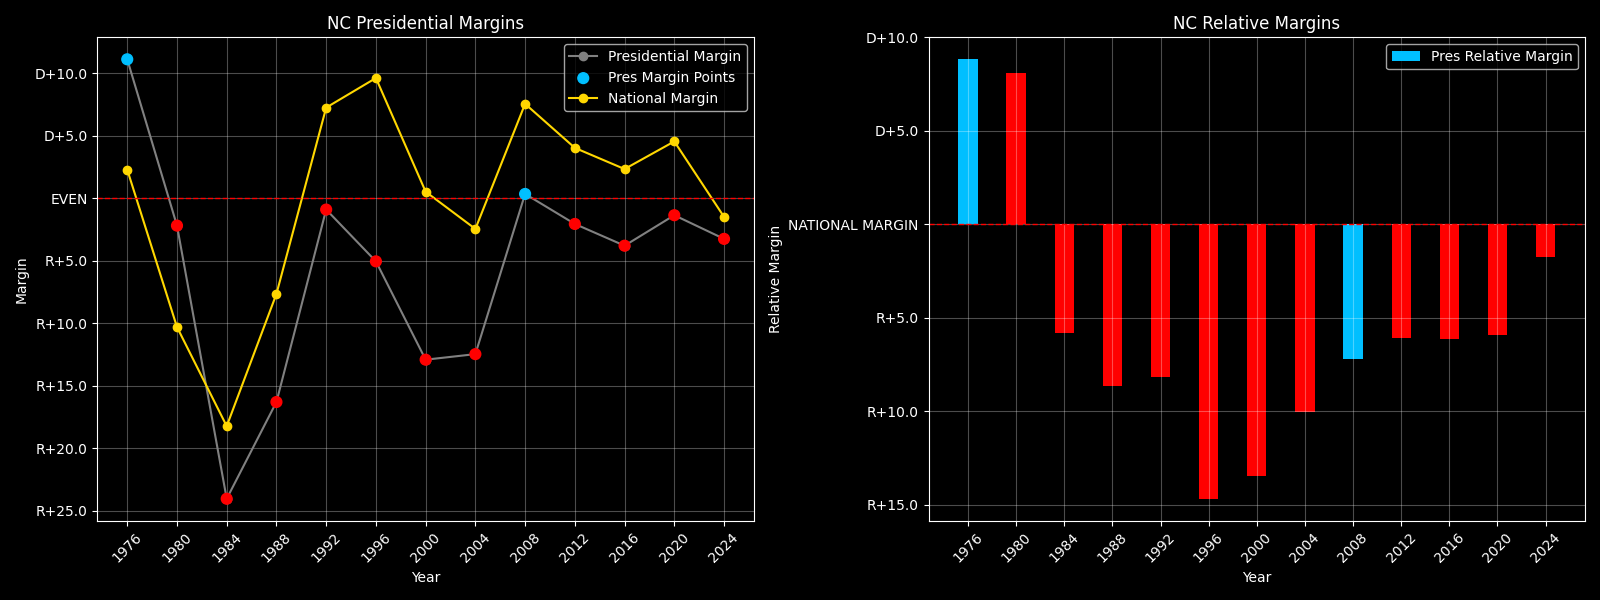 NC Presidential Margins
Presidential Margin
Pres Margin Points
National Margin
D+10.0
D+5.0
EVEN
R+5.0
R+10.0
R+15.0
R+20.0
R+25.0
Margin
1976
1980
1984
1988
1992
1996
2000
2004
2008
2012
2016
2020
2024
Year
NC Relative Margins
Pres Relative Margin
D+10.0
D+5.0
NATIONAL MARGIN
R+5.0
R+10.0
R+15.0
Relative Margin
1976
1980
1984
1988
1992
1996
2000
2004
2008
2012
2016
2020
2024
Year